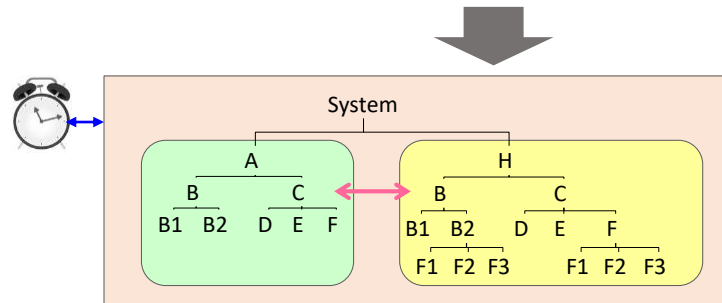 System
A H
B C B C
B1 B2 D E F B1 B2 D E F
F1 F2 F3 F1 F2 F3